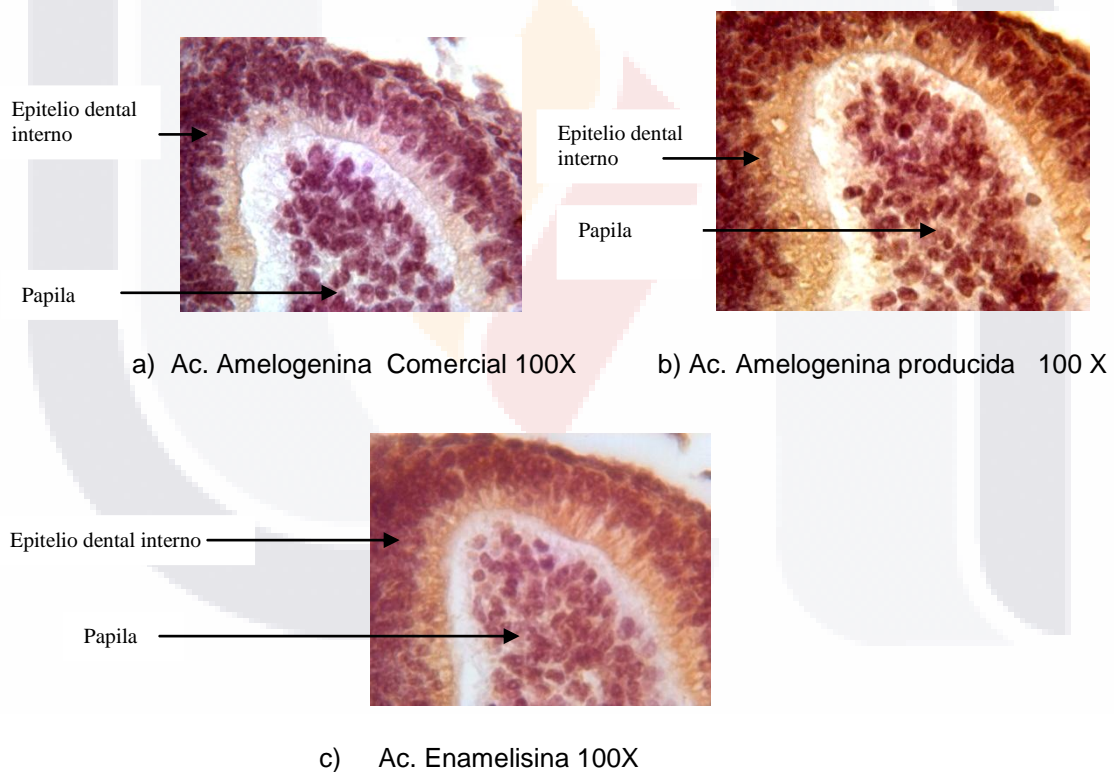 Epitelio dental
interno
Papila
a) Ac. Amelogenina Comercial 100X
Epitelio dental
interno
Papila
b) Ac. Amelogenina producida 100 X
Epitelio dental interno
Papila
c) Ac. Enamelisina 100X